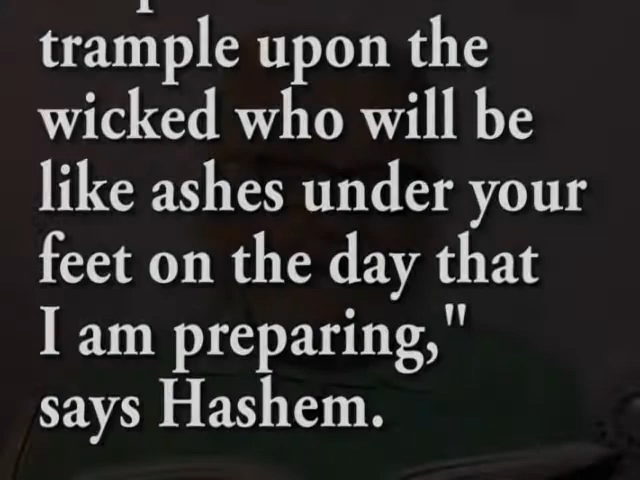 trample upon the
wicked who will be
like ashes under your
feet on the day that
I am preparing,"
says Hashem.